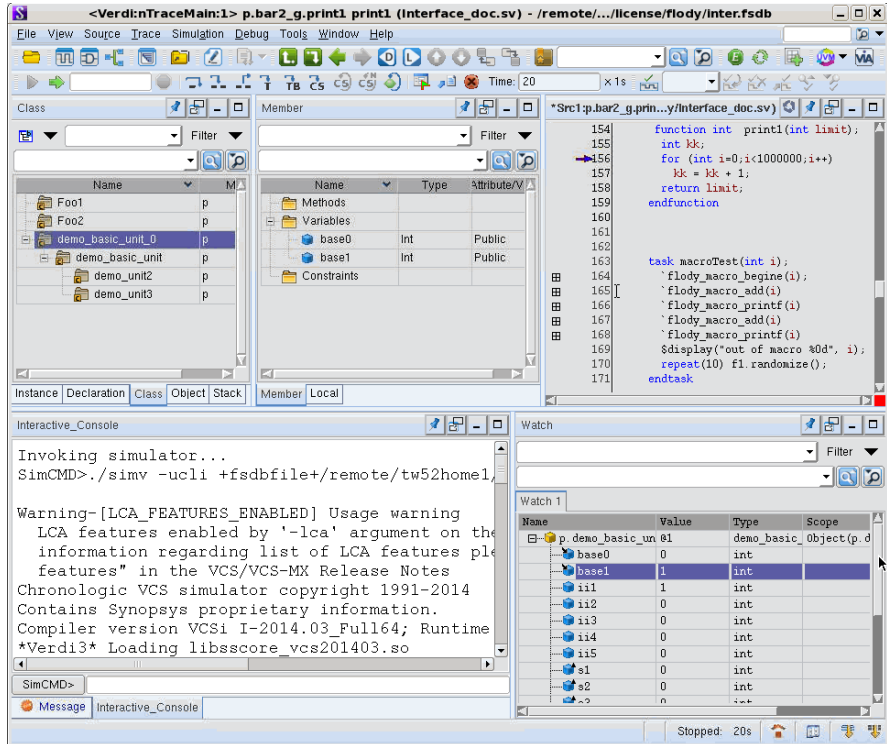 <Verdi:nTraceMain:1> p.bar2_g.print1 print1 (Interface_doc.sv) - /remote/.../license/flody/inter.fsdb
File View Source Trace Simulation Debug Tools Window Help
Time: 20 x 1s
Class
Filter
Name M
Foo1 p
Foo2 p
demo_basic_unit_0 p
demo_basic_unit p
demo_unit2 p
demo_unit3 p
Instance Declaration Class Object Stack
Member
Filter
Name Type Attribute/V
Methods
Variables
base0 Int Public
base1 Int Public
Constraints
Member Local
*Src1:p.bar2_g.prin...y/Interface_doc.sv)
154 function int print1(int limit);
155 int kk;
156 for (int i=0;i<1000000;i++)
157 kk = kk + 1;
158 return limit;
159 endfunction
160
161
162
163 task macroTest(int i);
164 `flody_macro_begine(i);
165 `flody_macro_add(i)
166 `flody_macro_printf(i)
167 `flody_macro_add(i)
168 `flody_macro_printf(i)
169 $display("out of macro %0d", i);
170 repeat(10) f1.randomize();
171 endtask
Interactive_Console
Invoking simulator...
SimCMD>./simv -ucli +fsdbfile+/remote/tw52home1/
Warning-[LCA_FEATURES_ENABLED] Usage warning
LCA features enabled by '-lca' argument on the
information regarding list of LCA features ple
features" in the VCS/VCS-MX Release Notes
Chronologic VCS simulator copyright 1991-2014
Contains Synopsys proprietary information.
Compiler version VCSi I-2014.03_Full64; Runtime
*Verdi3* Loading libsscore_vcs201403.so
SimCMD>
Message Interactive_Console
Watch
Filter
Watch 1
Name Value Type Scope
p.demo_basic_un @1 demo_basic_ Object(p.d
base0 0 int
base1 1 int
ii1 1 int
ii2 0 int
ii3 0 int
ii4 0 int
ii5 0 int
s1 0 int
s2 0 int
Stopped: 20s